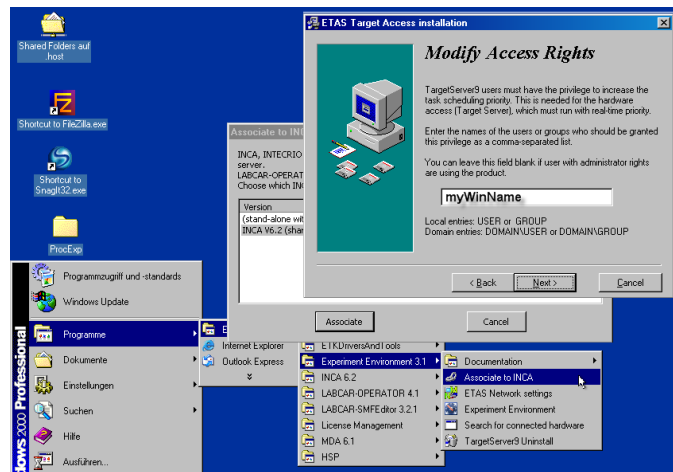 Shared Folders auf
.host
Shortcut to FileZilla.exe
Shortcut to
SnagIt32.exe
ProcExp
ETAS Target Access installation
Modify Access Rights
TargetServer9 users must have the privilege to increase the
task scheduling priority. This is needed for the hardware
access (Target Server), which must run with real-time priority.
Enter the names of the users or groups who should be granted
this privilege as a comma-separated list.
You can leave this field blank if user with administrator rights
are using the product.
myWinName
Local entries: USER or GROUP
Domain entries: DOMAIN\USER or DOMAIN\GROUP
< Back
Next >
Cancel
Associate to IN
INCA, INTECRIO
server.
LABCAR-OPERAT
Choose which IN
Version
(stand-alone wit
INCA V6.2 (shar
Associate
Cancel
Programmzugriff und -standards
Windows Update
Programme
Dokumente
Einstellungen
Suchen
Hilfe
Ausführen...
dows 2000 Professional
E
Internet Explorer
Outlook Express
ETKDriversAndTools
Experiment Environment 3.1
INCA 6.2
LABCAR-OPERATOR 4.1
LABCAR-SMFEditor 3.2.1
License Management
MDA 6.1
HSP
Documentation
Associate to INCA
ETAS Network settings
Experiment Environment
Search for connected hardware
TargetServer9 Uninstall